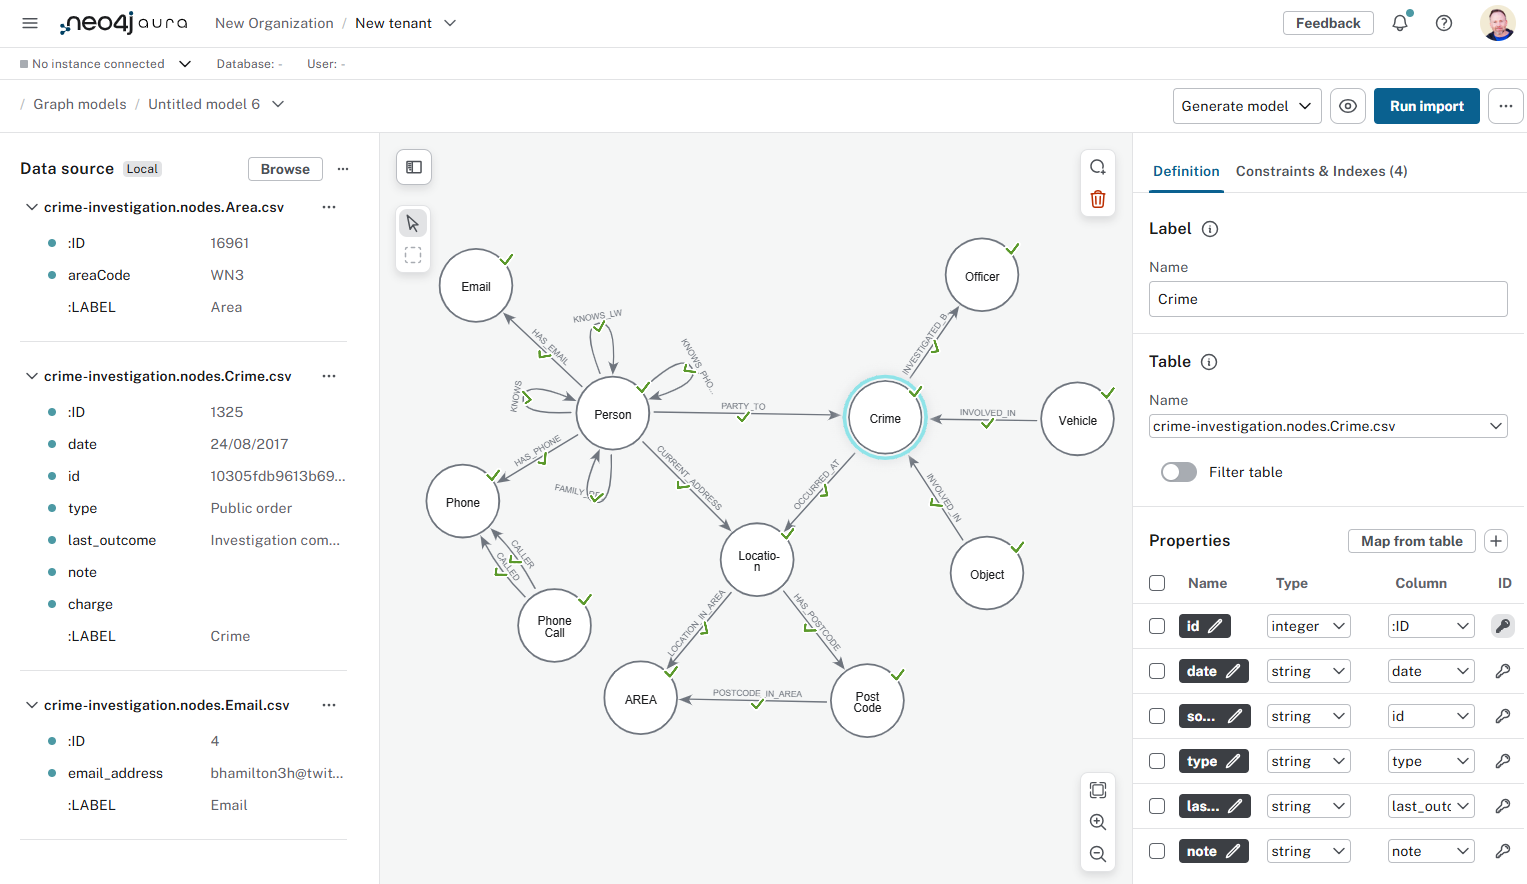 neo4j aura
New Organization / New tenant
Feedback
No instance connected
Database: -
User: -
/ Graph models / Untitled model 6
Generate model
Run import
Data source Local
Browse
crime-investigation.nodes.Area.csv
:ID 16961
areaCode WN3
:LABEL Area
crime-investigation.nodes.Crime.csv
:ID 1325
date 24/08/2017
id 10305fdb9613b69...
type Public order
last_outcome Investigation com...
note
charge
:LABEL Crime
crime-investigation.nodes.Email.csv
:ID 4
email_address bhamilton3h@twit...
:LABEL Email
Email
HAS_EMAIL
KNOWS_LW
KNOWS_PHO...
KNOWS
Person
PARTY_TO
HAS_PHONE
FAMILY_RE
CURRENT_ADDRESS
Phone
CALLER
CALLED
Phone
Call
Officer
INVESTIGATED_B
Crime
INVOLVED_IN
Vehicle
OCCURRED_AT
INVOLVED_IN
Object
Locatio-
n
LOCATION_IN_AREA
HAS_POSTCODE
AREA
POSTCODE_IN_AREA
Post
Code
Definition
Constraints & Indexes (4)
Label
Name
Crime
Table
Name
crime-investigation.nodes.Crime.csv
Filter table
Properties
Map from table
Name Type Column ID
id integer :ID
date string date
so... string id
type string type
las... string last_outc
note string note